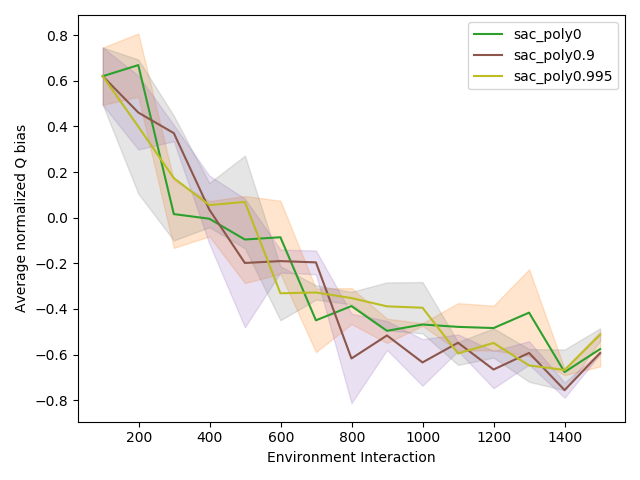 sac_poly0
sac_poly0.9
sac_poly0.995
Average normalized Q bias
0.8
0.6
0.4
0.2
0.0
−0.2
−0.4
−0.6
−0.8
200 400 600 800 1000 1200 1400
Environment Interaction